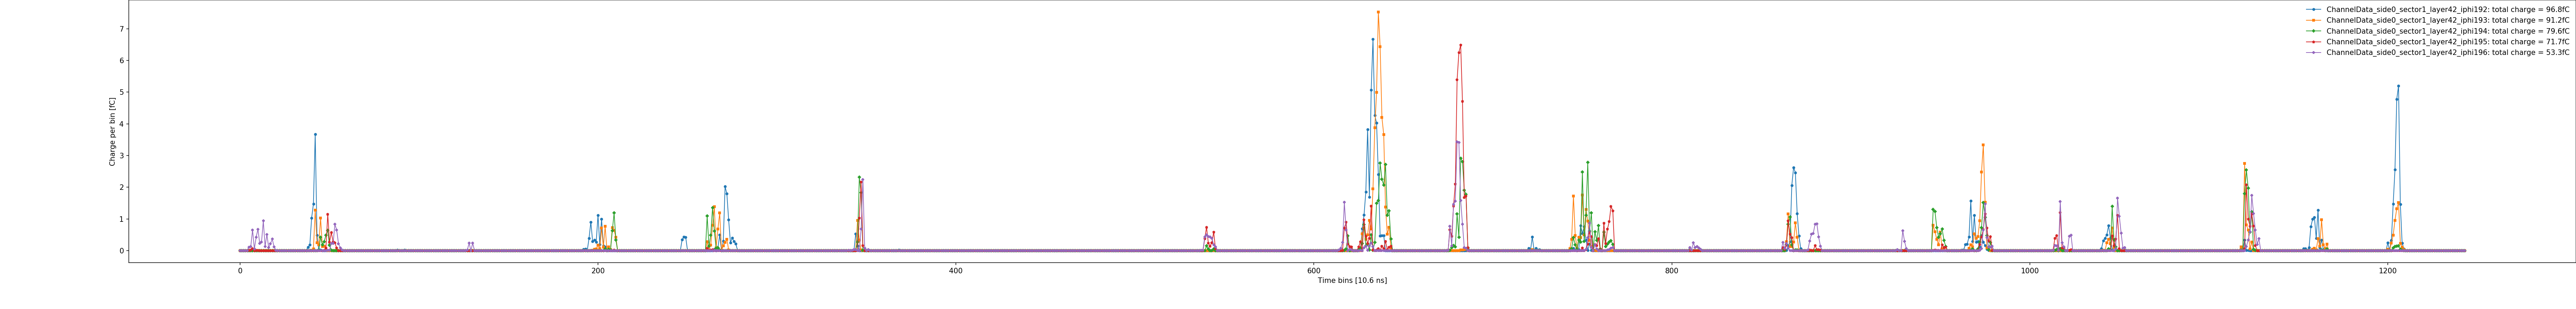 ChannelData_side0_sector1_layer42_iphi192: total charge = 96.8fC
ChannelData_side0_sector1_layer42_iphi193: total charge = 91.2fC
ChannelData_side0_sector1_layer42_iphi194: total charge = 79.6fC
ChannelData_side0_sector1_layer42_iphi195: total charge = 71.7fC
ChannelData_side0_sector1_layer42_iphi196: total charge = 53.3fC
Charge per bin [fC]
7
6
5
4
3
2
1
0
0 200 400 600 800 1000 1200
Time bins [10.6 ns]